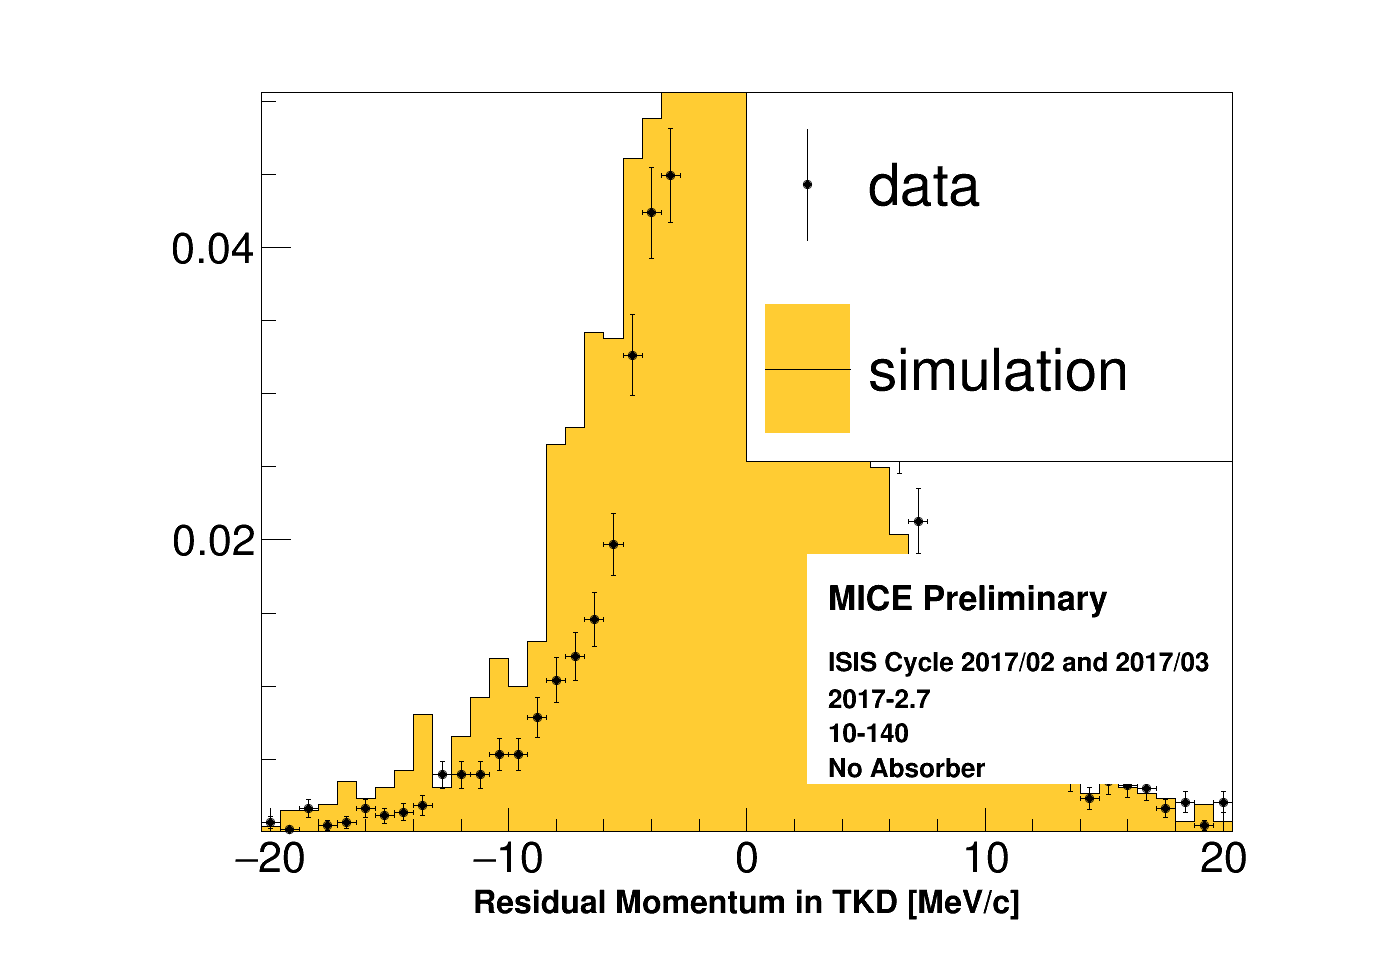 data
0.04
simulation
0.02
MICE Preliminary
ISIS Cycle 2017/02 and 2017/03
2017-2.7
10-140
No Absorber
−20 −10 0 10 20
Residual Momentum in TKD [MeV/c]